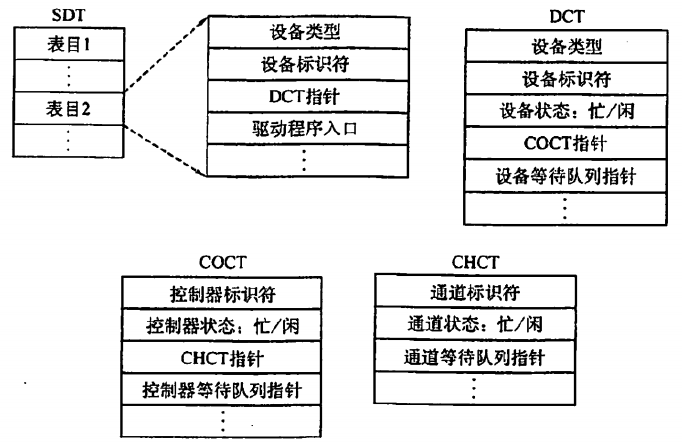 SDT
表目1
⋮
表目2
⋮
设备类型
设备标识符
DCT指针
驱动程序入口
⋮
DCT
设备类型
设备标识符
设备状态：忙/闲
COCT指针
设备等待队列指针
⋮
COCT
控制器标识符
控制器状态：忙/闲
CHCT指针
控制器等待队列指针
⋮
CHCT
通道标识符
通道状态：忙/闲
通道等待队列指针
⋮